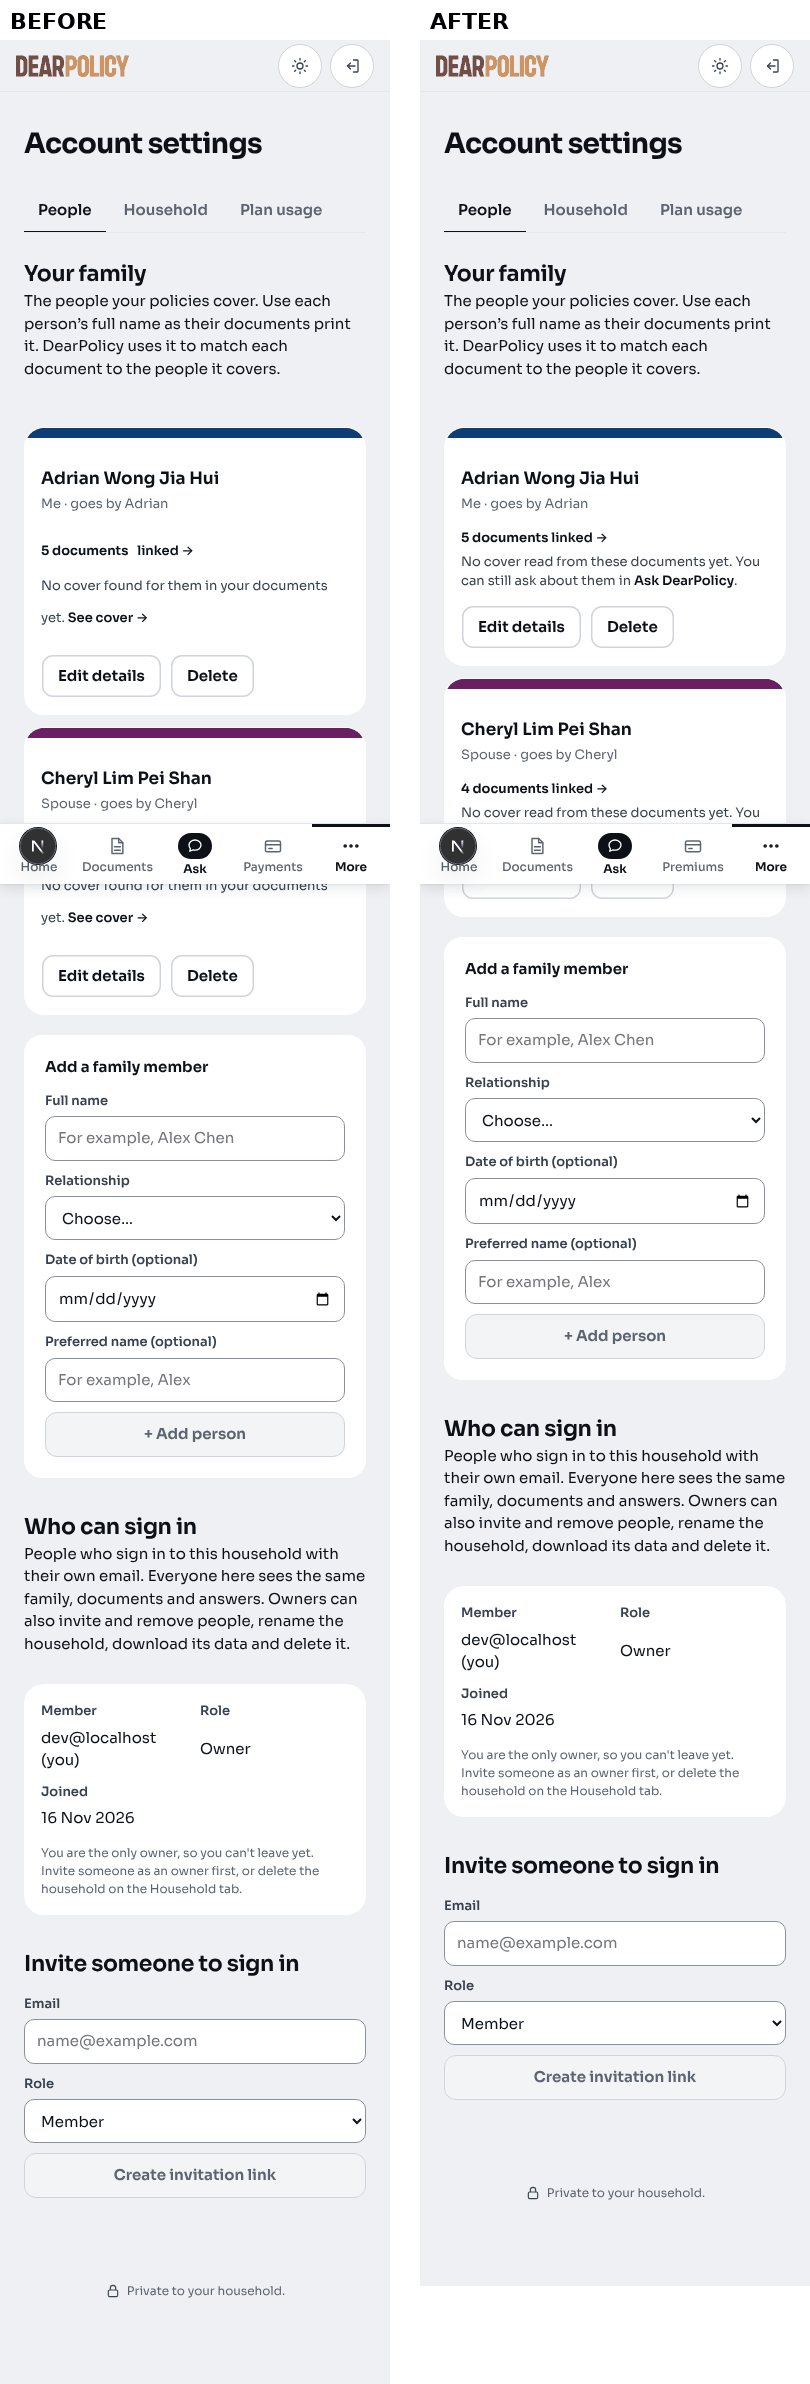 BEFORE
DEARPOLICY
Account settings
People Household Plan usage
Your family
The people your policies cover. Use each
person's full name as their documents print
it. DearPolicy uses it to match each
document to the people it covers.
Adrian Wong Jia Hui
Me · goes by Adrian
5 documents linked →
No cover found for them in your documents
yet. See cover →
Edit details Delete
Cheryl Lim Pei Shan
Spouse · goes by Cheryl
N
Home Documents Ask Payments More
No cover found for them in your documents
yet. See cover →
Edit details Delete
Add a family member
Full name
For example, Alex Chen
Relationship
Choose...
Date of birth (optional)
mm/dd/yyyy
Preferred name (optional)
For example, Alex
+ Add person
Who can sign in
People who sign in to this household with
their own email. Everyone here sees the same
family, documents and answers. Owners can
also invite and remove people, rename the
household, download its data and delete it.
Member Role
dev@localhost
(you)
Owner
Joined
16 Nov 2026
You are the only owner, so you can't leave yet.
Invite someone as an owner first, or delete the
household on the Household tab.
Invite someone to sign in
Email
name@example.com
Role
Member
Create invitation link
Private to your household.
AFTER
DEARPOLICY
Account settings
People Household Plan usage
Your family
The people your policies cover. Use each
person's full name as their documents print
it. DearPolicy uses it to match each
document to the people it covers.
Adrian Wong Jia Hui
Me · goes by Adrian
5 documents linked →
No cover read from these documents yet. You
can still ask about them in Ask DearPolicy.
Edit details Delete
Cheryl Lim Pei Shan
Spouse · goes by Cheryl
4 documents linked →
No cover read from these documents yet. You
N
Home Documents Ask Premiums More
Add a family member
Full name
For example, Alex Chen
Relationship
Choose...
Date of birth (optional)
mm/dd/yyyy
Preferred name (optional)
For example, Alex
+ Add person
Who can sign in
People who sign in to this household with
their own email. Everyone here sees the same
family, documents and answers. Owners can
also invite and remove people, rename the
household, download its data and delete it.
Member Role
dev@localhost
(you)
Owner
Joined
16 Nov 2026
You are the only owner, so you can't leave yet.
Invite someone as an owner first, or delete the
household on the Household tab.
Invite someone to sign in
Email
name@example.com
Role
Member
Create invitation link
Private to your household.